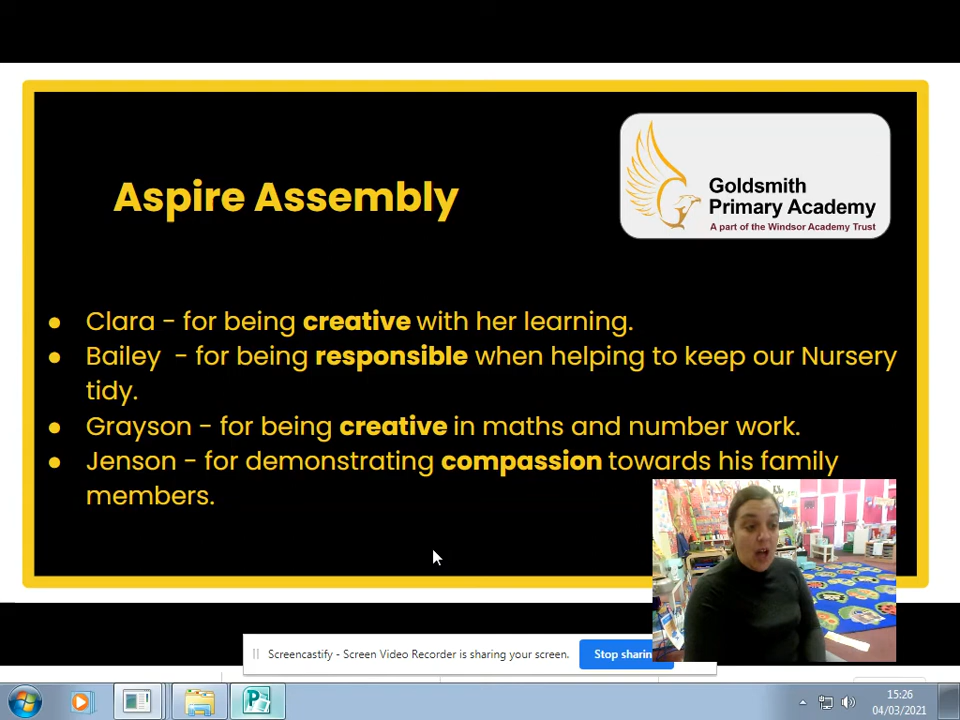 Aspire Assembly
Goldsmith
Primary Academy
A part of the Windsor Academy Trust
● Clara - for being creative with her learning.
● Bailey - for being responsible when helping to keep our Nursery
tidy.
● Grayson - for being creative in maths and number work.
● Jenson - for demonstrating compassion towards his family
members.
Screencastify - Screen Video Recorder is sharing your screen.
Stop sharin
15:26
04/03/2021